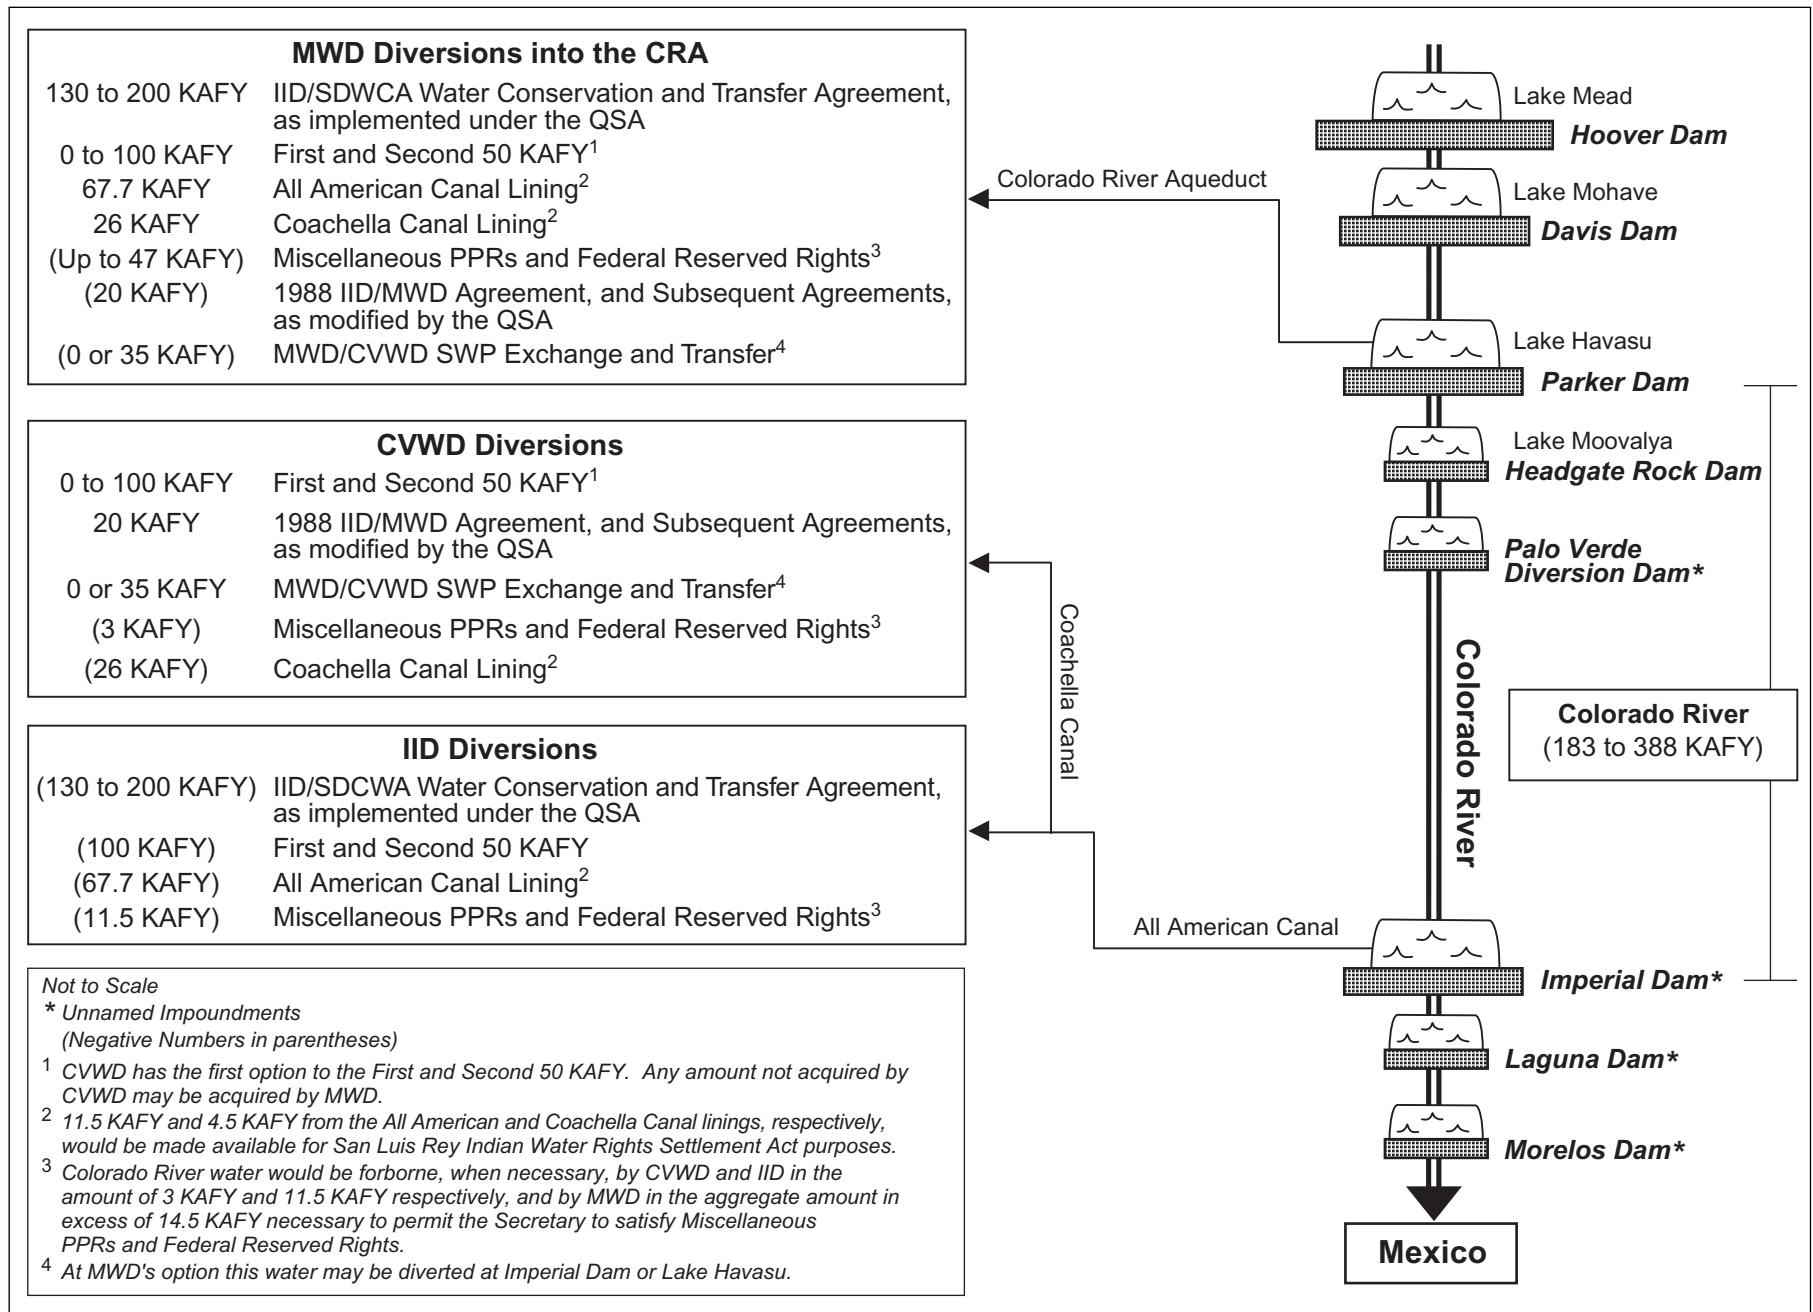 MWD Diversions into the CRA
130 to 200 KAFY IID/SDWCA Water Conservation and Transfer Agreement,
as implemented under the QSA
0 to 100 KAFY First and Second 50 KAFY1
67.7 KAFY All American Canal Lining2
26 KAFY Coachella Canal Lining2
(Up to 47 KAFY) Miscellaneous PPRs and Federal Reserved Rights3
(20 KAFY) 1988 IID/MWD Agreement, and Subsequent Agreements,
as modified by the QSA
(0 or 35 KAFY) MWD/CVWD SWP Exchange and Transfer4
CVWD Diversions
0 to 100 KAFY First and Second 50 KAFY1
20 KAFY 1988 IID/MWD Agreement, and Subsequent Agreements,
as modified by the QSA
0 or 35 KAFY MWD/CVWD SWP Exchange and Transfer4
(3 KAFY) Miscellaneous PPRs and Federal Reserved Rights3
(26 KAFY) Coachella Canal Lining2
IID Diversions
(130 to 200 KAFY) IID/SDCWA Water Conservation and Transfer Agreement,
as implemented under the QSA
(100 KAFY) First and Second 50 KAFY
(67.7 KAFY) All American Canal Lining2
(11.5 KAFY) Miscellaneous PPRs and Federal Reserved Rights3
Not to Scale
* Unnamed Impoundments
(Negative Numbers in parentheses)
1 CVWD has the first option to the First and Second 50 KAFY. Any amount not acquired by
CVWD may be acquired by MWD.
2 11.5 KAFY and 4.5 KAFY from the All American and Coachella Canal linings, respectively,
would be made available for San Luis Rey Indian Water Rights Settlement Act purposes.
3 Colorado River water would be forborne, when necessary, by CVWD and IID in the
amount of 3 KAFY and 11.5 KAFY respectively, and by MWD in the aggregate amount in
excess of 14.5 KAFY necessary to permit the Secretary to satisfy Miscellaneous
PPRs and Federal Reserved Rights.
4 At MWD's option this water may be diverted at Imperial Dam or Lake Havasu.
Colorado River Aqueduct
Coachella Canal
All American Canal
Lake Mead
Hoover Dam
Lake Mohave
Davis Dam
Lake Havasu
Parker Dam
Lake Moovalya
Headgate Rock Dam
Palo Verde
Diversion Dam*
Colorado River
Colorado River
(183 to 388 KAFY)
Imperial Dam*
Laguna Dam*
Morelos Dam*
Mexico